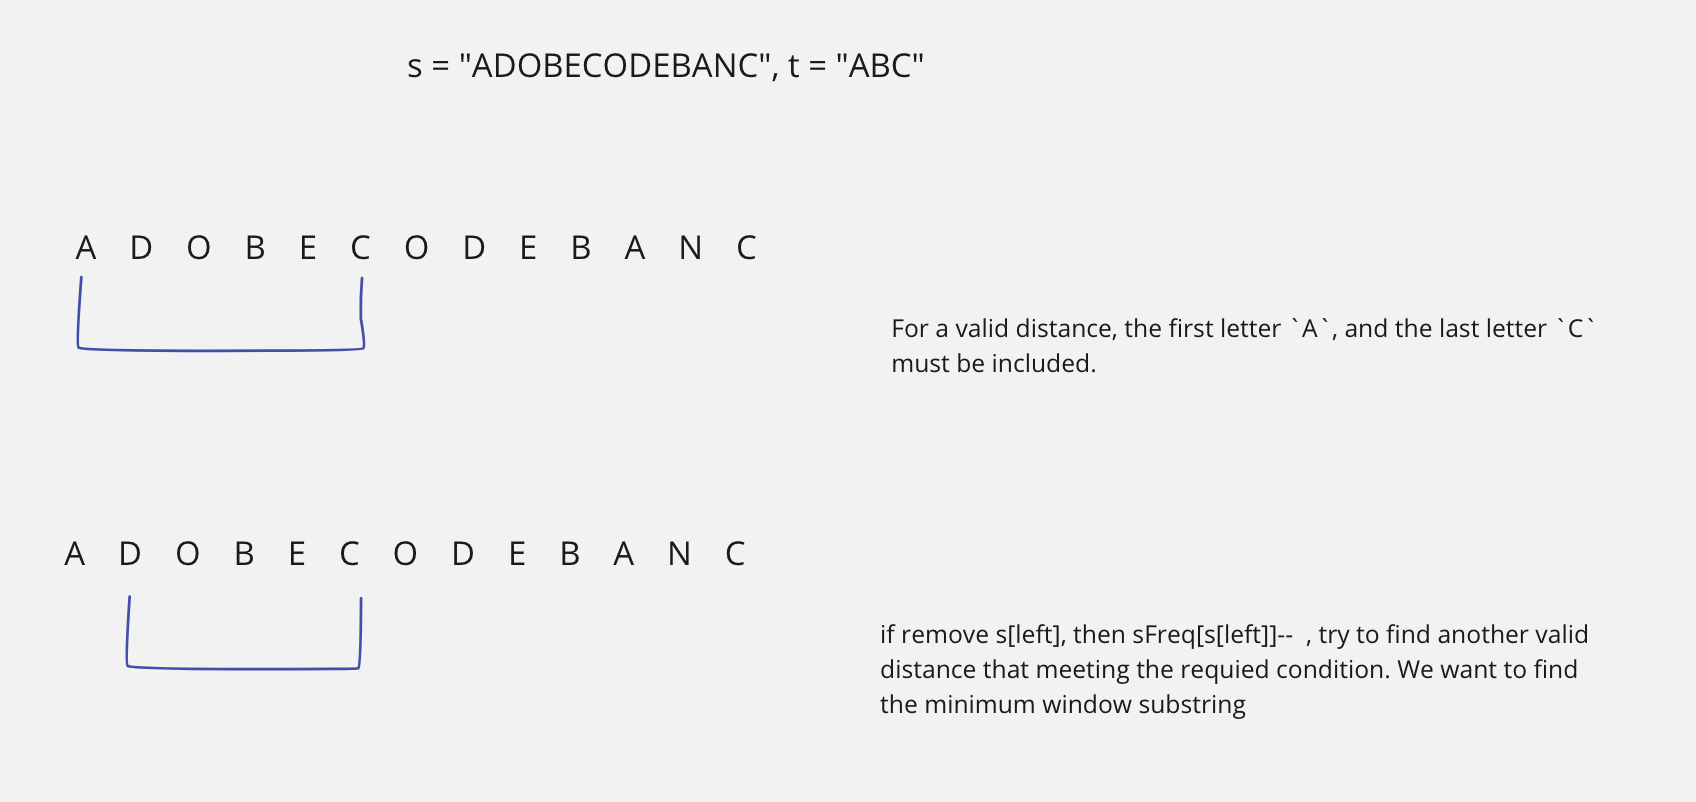 s = "ADOBECODEBANC", t = "ABC"
A D O B E C O D E B A N C
For a valid distance, the first letter `A`, and the last letter `C`
must be included.
A D O B E C O D E B A N C
if remove s[left], then sFreq[s[left]]-- , try to find another valid
distance that meeting the requied condition. We want to find
the minimum window substring